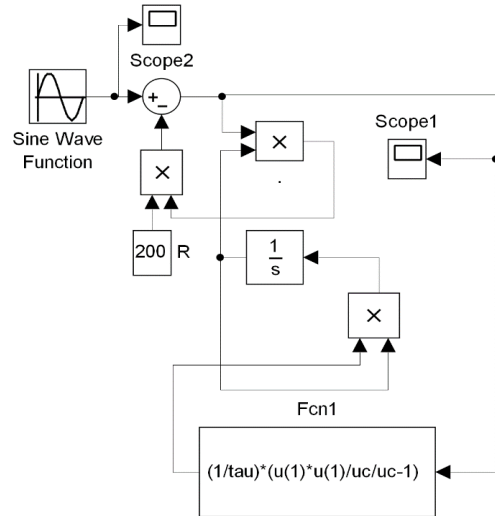 Scope2
+
−
Sine Wave
Function
Scope1
×
×
200 R
1
s
×
Fcn1
(1/tau)*(u(1)*u(1)/uc/uc-1)